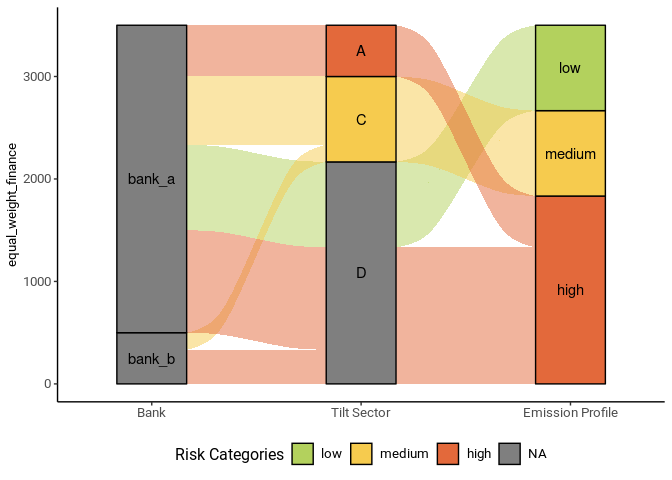 equal_weight_finance
3000
2000
1000
0
bank_a
bank_b
A
C
D
low
medium
high
Bank
Tilt Sector
Emission Profile
Risk Categories low medium high NA